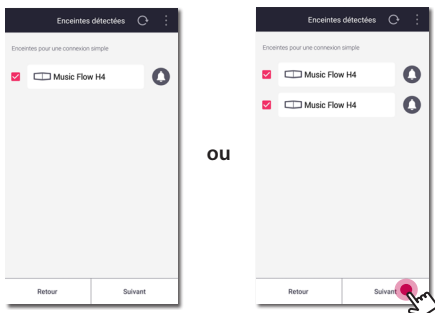 Enceintes détectées
Enceintes pour une connexion simple
Music Flow H4
Retour Suivant
ou
Enceintes détectées
Enceintes pour une connexion simple
Music Flow H4
Music Flow H4
Retour Suivant